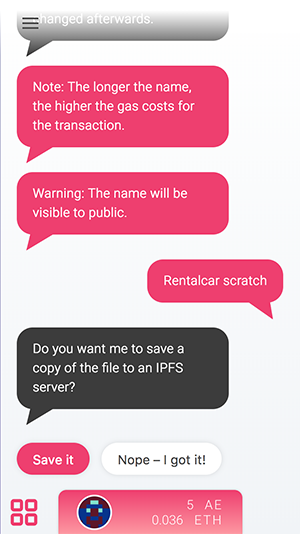 changed afterwards.
Note: The longer the name,
the higher the gas costs for
the transaction.
Warning: The name will be
visible to public.
Rentalcar scratch
Do you want me to save a
copy of the file to an IPFS
server?
Save it
Nope – I got it!
5 AE
0.036 ETH